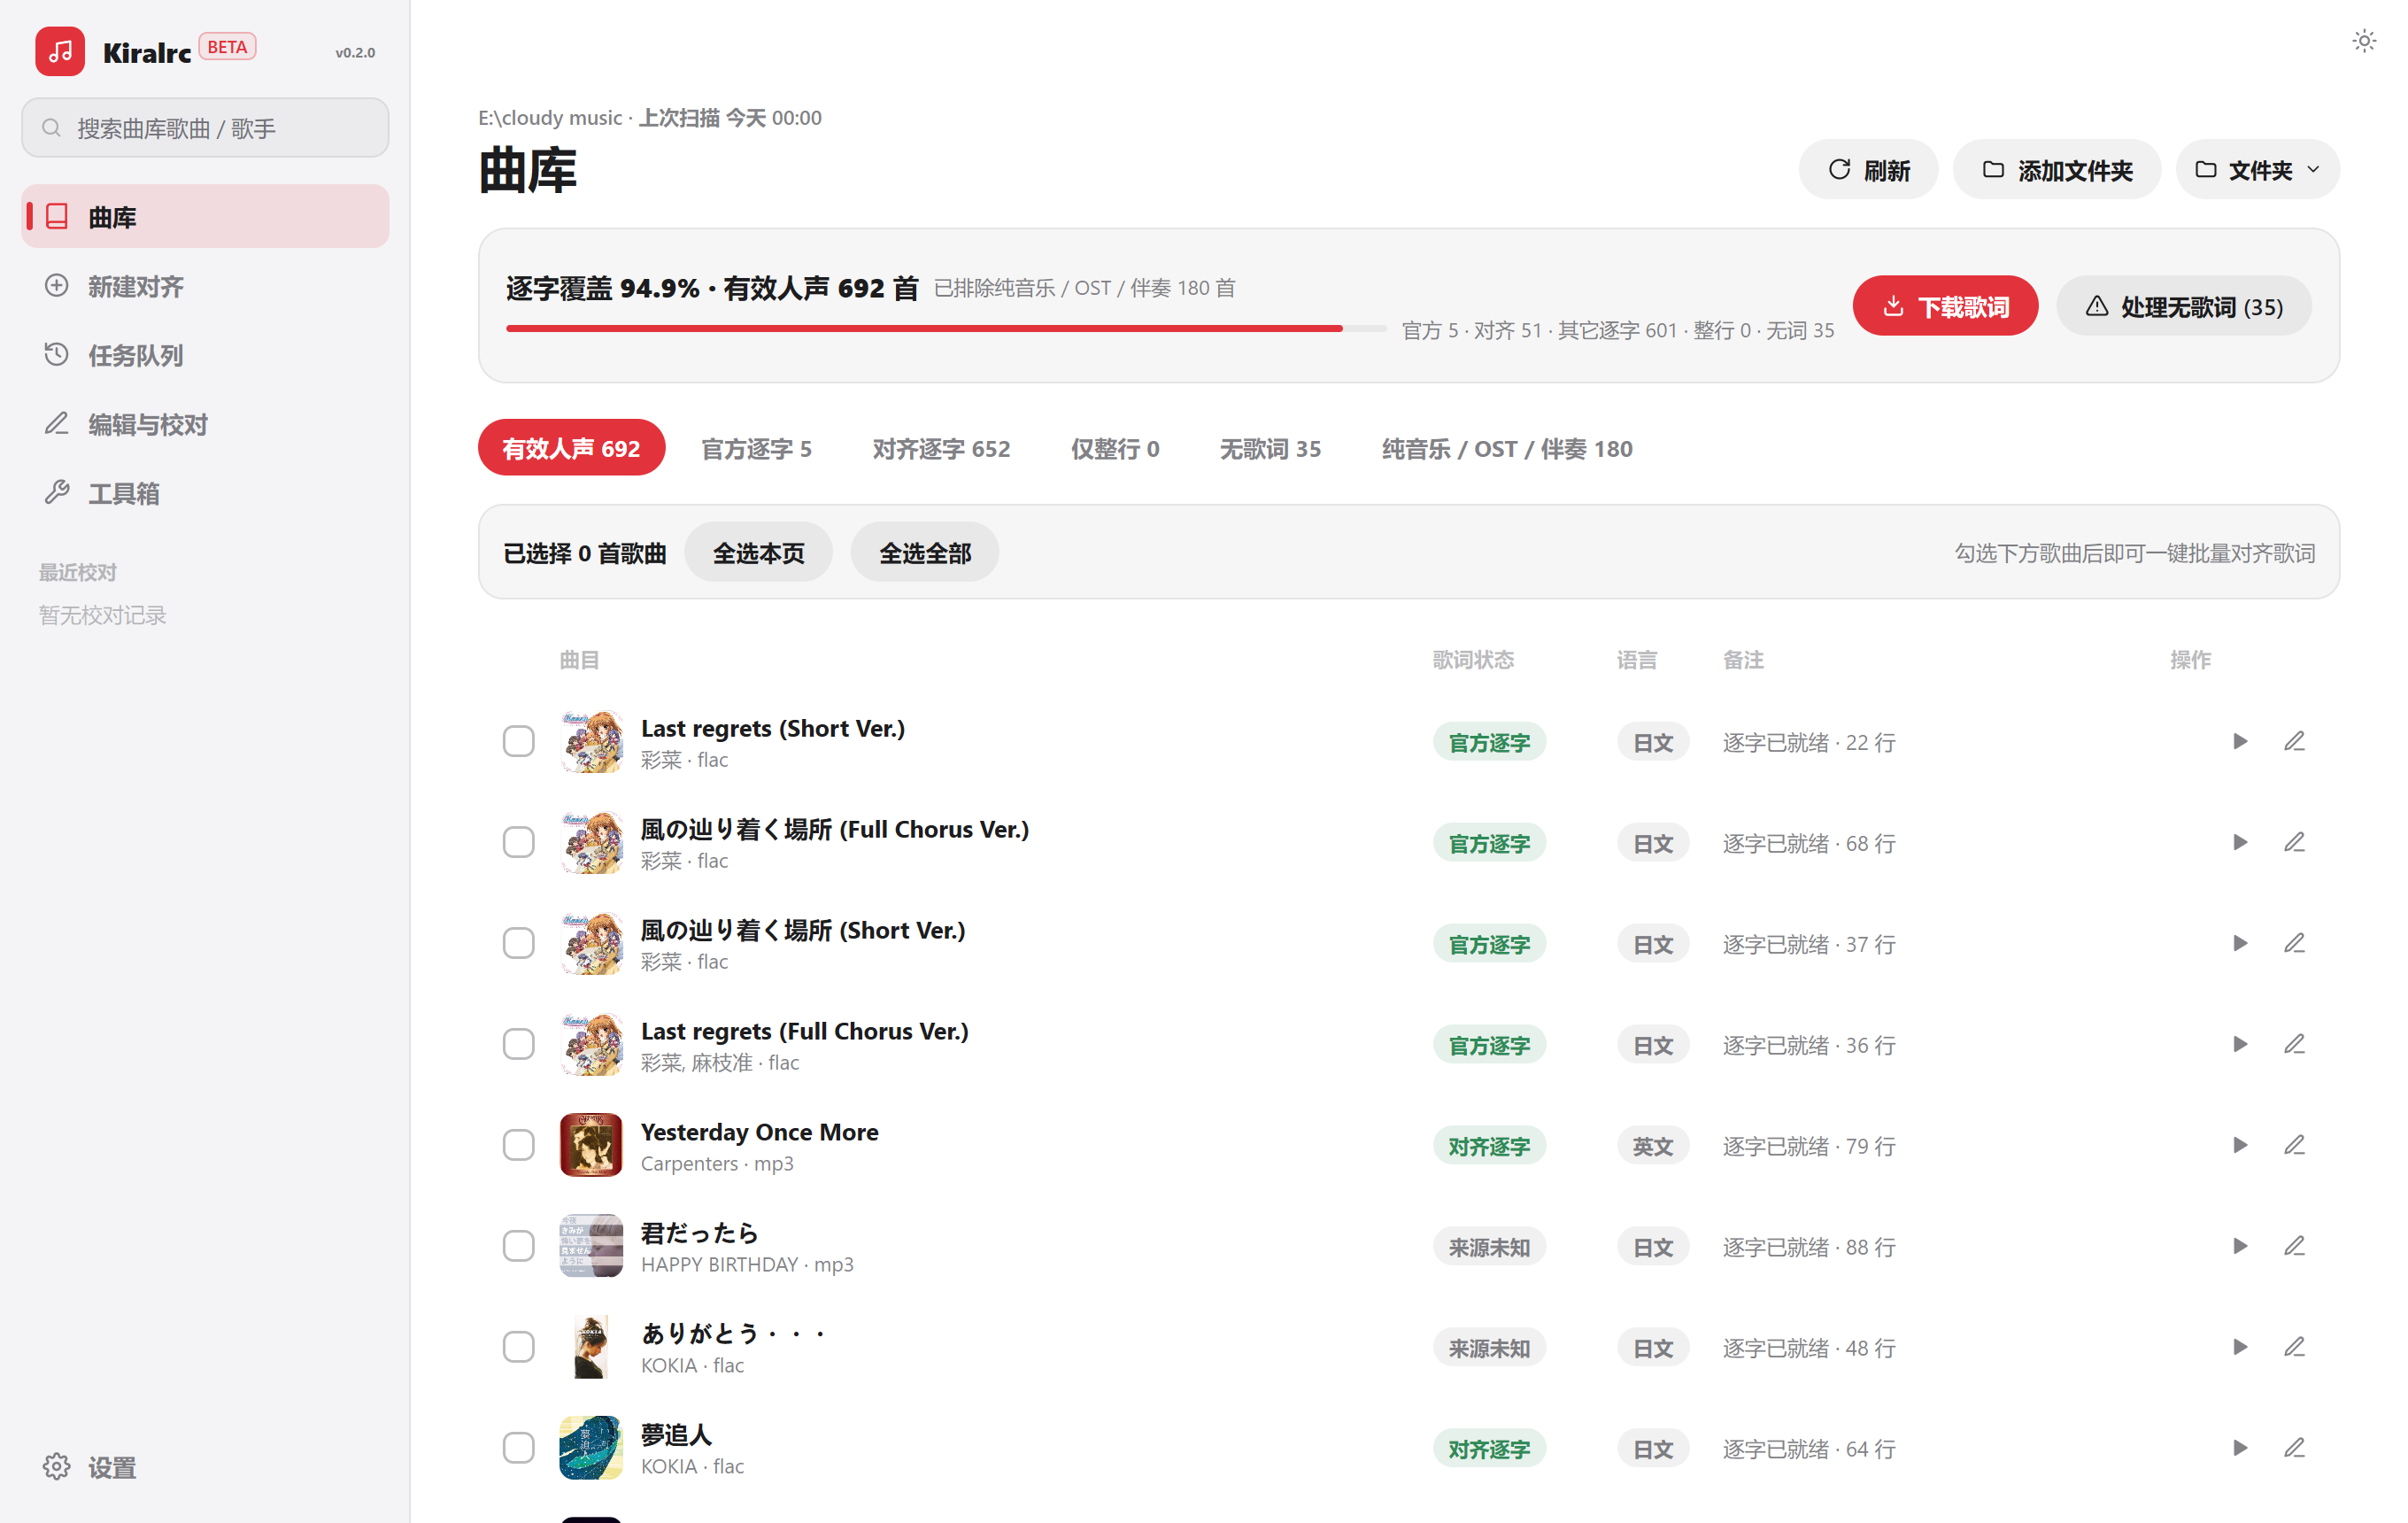 Kiralrc BETA v0.2.0
搜索曲库歌曲 / 歌手
曲库
新建对齐
任务队列
编辑与校对
工具箱
最近校对
暂无校对记录
设置
E:\cloudy music · 上次扫描 今天 00:00
曲库
刷新 添加文件夹 文件夹
逐字覆盖 94.9% · 有效人声 692 首 已排除纯音乐 / OST / 伴奏 180 首
官方 5 · 对齐 51 · 其它逐字 601 · 整行 0 · 无词 35
下载歌词 处理无歌词 (35)
有效人声 692 官方逐字 5 对齐逐字 652 仅整行 0 无歌词 35 纯音乐 / OST / 伴奏 180
已选择 0 首歌曲 全选本页 全选全部 勾选下方歌曲后即可一键批量对齐歌词
曲目 歌词状态 语言 备注 操作
Last regrets (Short Ver.)
彩菜 · flac
官方逐字 日文 逐字已就绪 · 22 行
風の辿り着く場所 (Full Chorus Ver.)
彩菜 · flac
官方逐字 日文 逐字已就绪 · 68 行
風の辿り着く場所 (Short Ver.)
彩菜 · flac
官方逐字 日文 逐字已就绪 · 37 行
Last regrets (Full Chorus Ver.)
彩菜, 麻枝准 · flac
官方逐字 日文 逐字已就绪 · 36 行
Yesterday Once More
Carpenters · mp3
对齐逐字 英文 逐字已就绪 · 79 行
君だったら
HAPPY BIRTHDAY · mp3
来源未知 日文 逐字已就绪 · 88 行
ありがとう・・・
KOKIA · flac
来源未知 日文 逐字已就绪 · 48 行
夢追人
KOKIA · flac
对齐逐字 日文 逐字已就绪 · 64 行